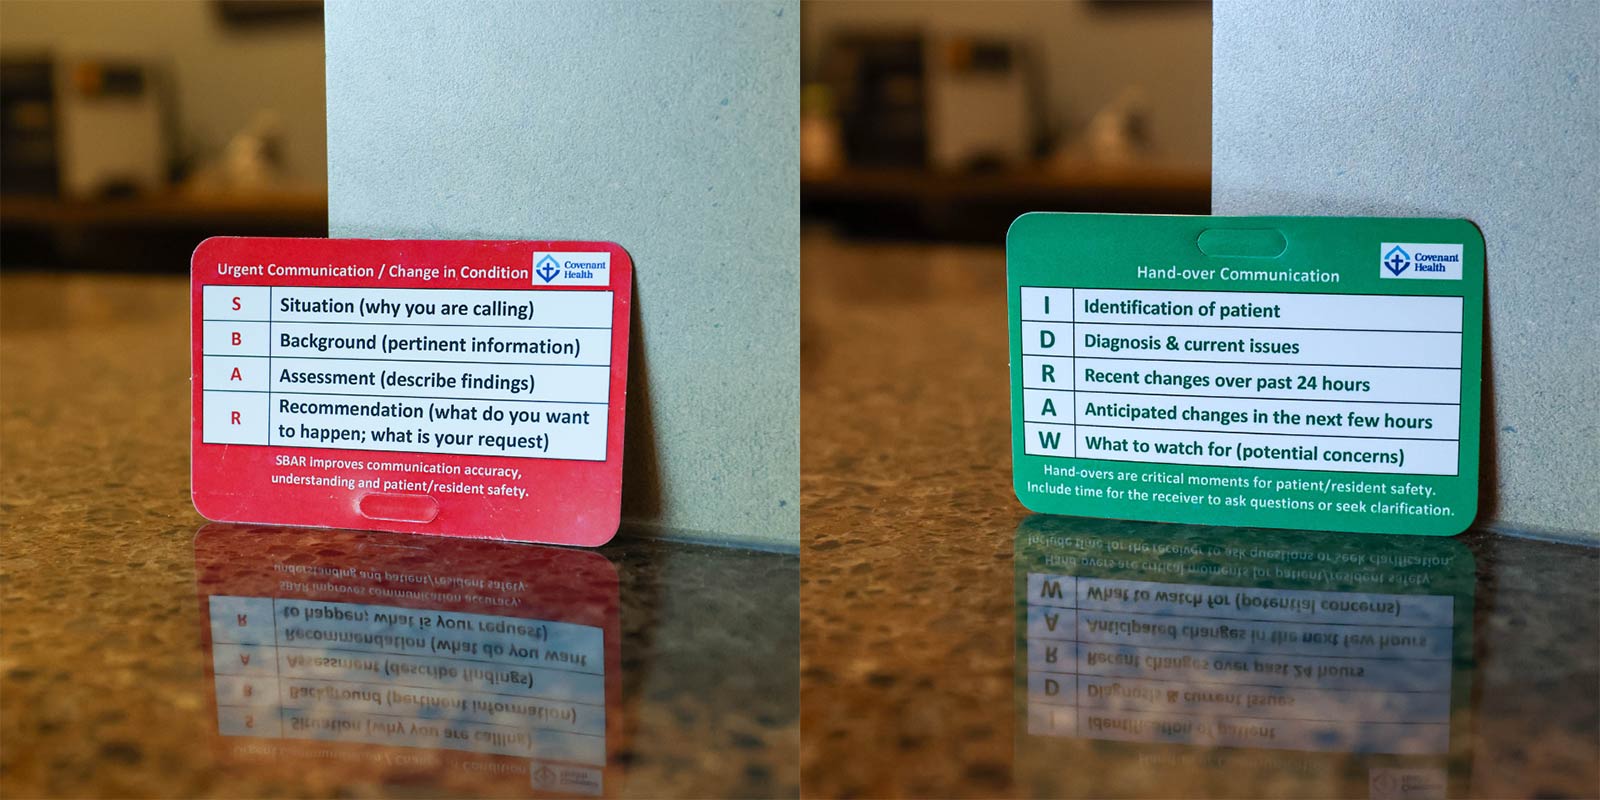 Urgent Communication / Change in Condition
Covenant
Health
S Situation (why you are calling)
B Background (pertinent information)
A Assessment (describe findings)
R Recommendation (what do you want
to happen; what is your request)
SBAR improves communication accuracy,
understanding and patient/resident safety.
Hand-over Communication
Covenant
Health
I Identification of patient
D Diagnosis & current issues
R Recent changes over past 24 hours
A Anticipated changes in the next few hours
W What to watch for (potential concerns)
Hand-overs are critical moments for patient/resident safety.
Include time for the receiver to ask questions or seek clarification.